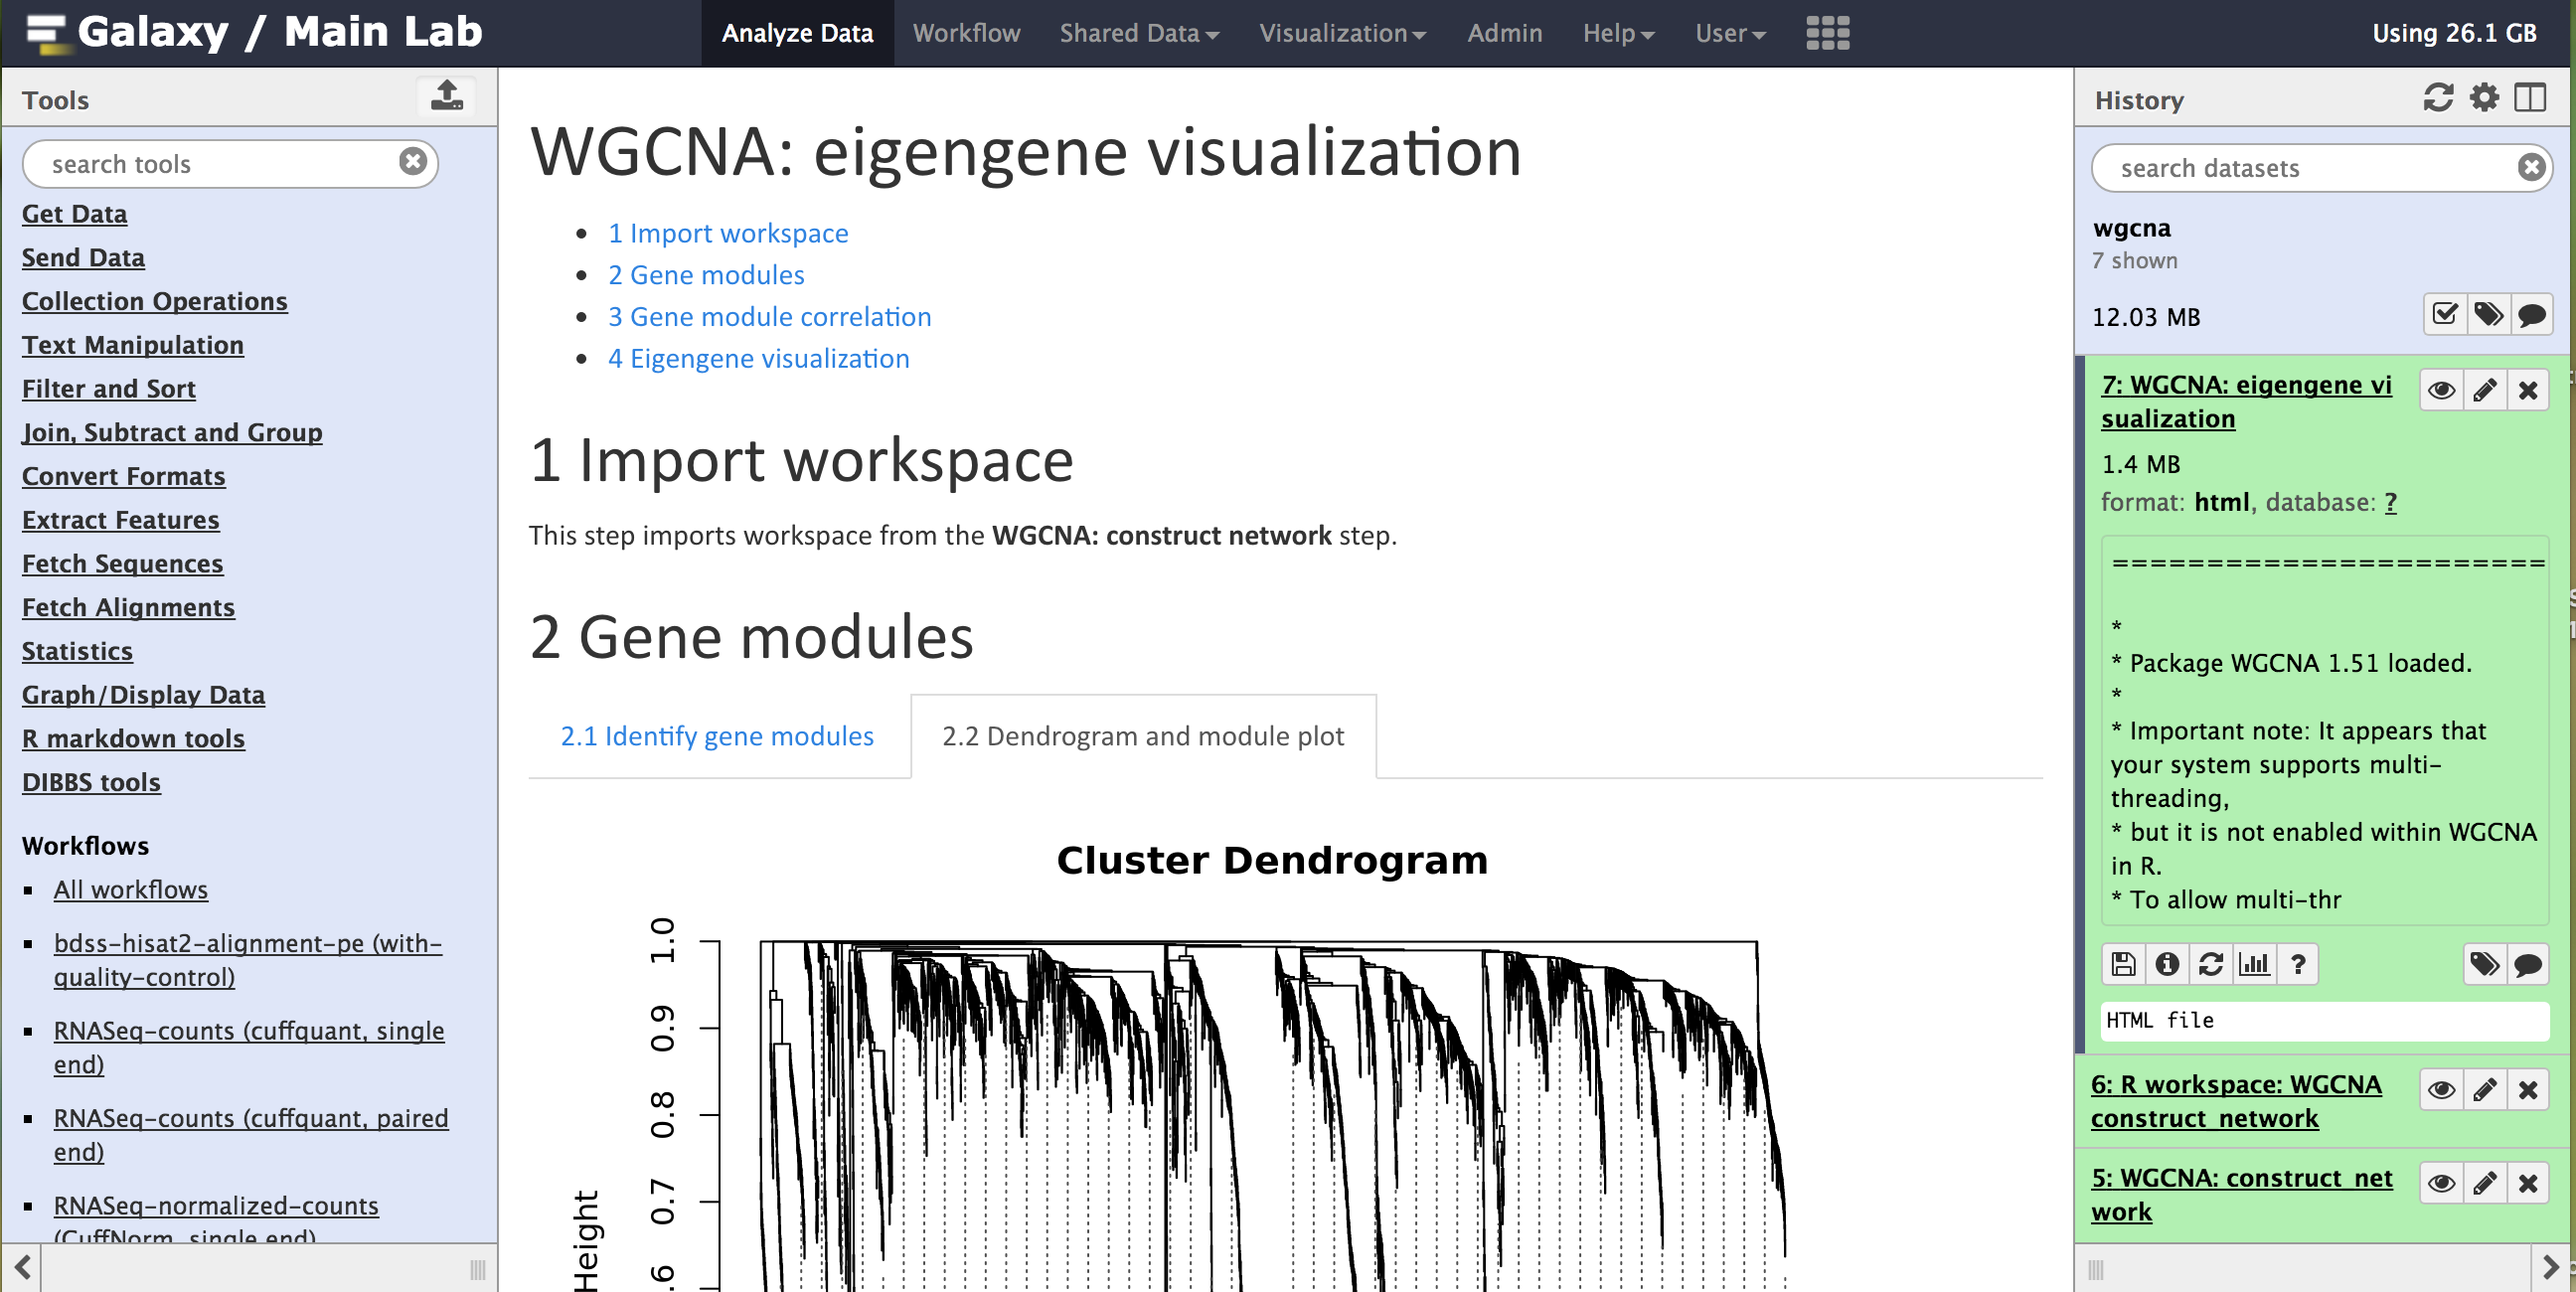 Galaxy / Main Lab
Analyze Data
Workflow
Shared Data
Visualization
Admin
Help
User
Using 26.1 GB
Tools
search tools
Get Data
Send Data
Collection Operations
Text Manipulation
Filter and Sort
Join, Subtract and Group
Convert Formats
Extract Features
Fetch Sequences
Fetch Alignments
Statistics
Graph/Display Data
R markdown tools
DIBBS tools
Workflows
All workflows
bdss-hisat2-alignment-pe (with-
quality-control)
RNASeq-counts (cuffquant, single
end)
RNASeq-counts (cuffquant, paired
end)
RNASeq-normalized-counts
(CuffNorm, single end)
WGCNA: eigengene visualization
• 1 Import workspace
• 2 Gene modules
• 3 Gene module correlation
• 4 Eigengene visualization
1 Import workspace
This step imports workspace from the WGCNA: construct network step.
2 Gene modules
2.1 Identify gene modules
2.2 Dendrogram and module plot
Cluster Dendrogram
1.0
0.9
0.8
0.7
.6
Height
History
search datasets
wgcna
7 shown
12.03 MB
7: WGCNA: eigengene vi
sualization
1.4 MB
format: html, database: ?
=======================
*
* Package WGCNA 1.51 loaded.
*
* Important note: It appears that
your system supports multi-
threading,
* but it is not enabled within WGCNA
in R.
* To allow multi-thr
?
HTML file
6: R workspace: WGCNA
construct_network
5: WGCNA: construct_net
work